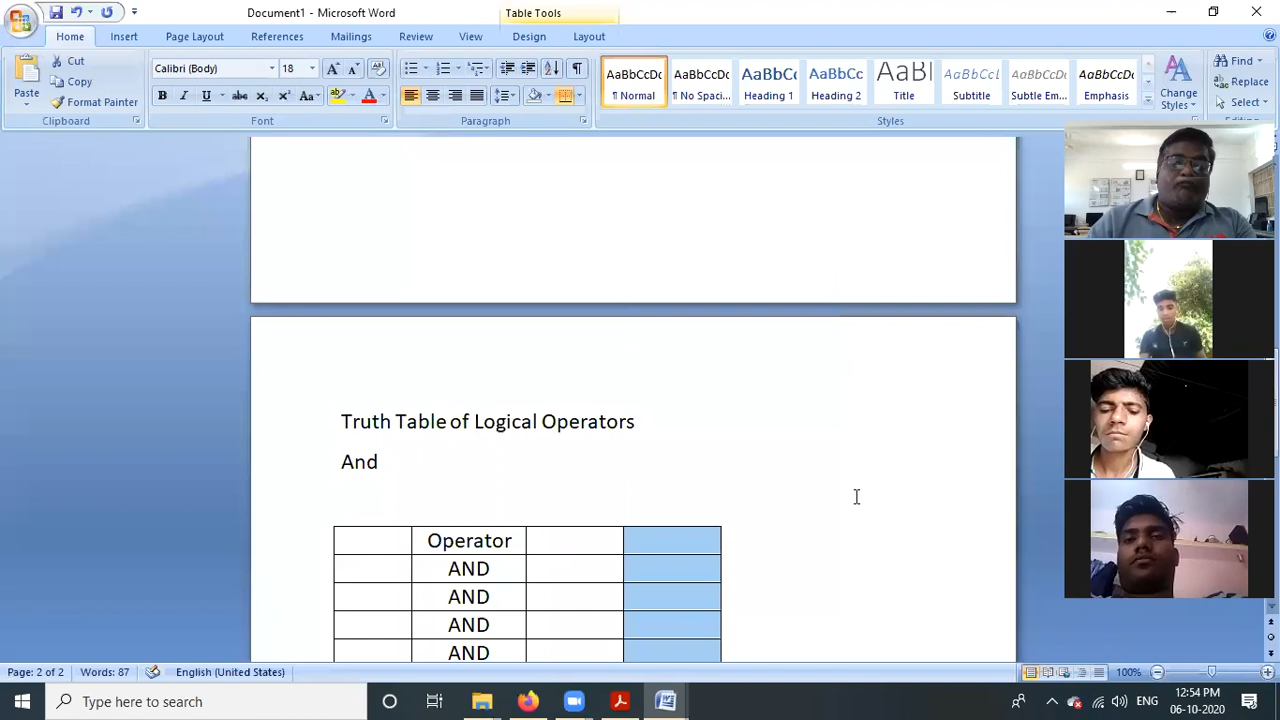 Document1 - Microsoft Word
Table Tools
Home
Insert
Page Layout
References
Mailings
Review
View
Design
Layout
Paste
Cut
Copy
Format Painter
Clipboard
Calibri (Body)
18
Font
Paragraph
AaBbCcDc
¶ Normal
AaBbCcDc
¶ No Spaci...
AaBbCc
Heading 1
AaBbCc
Heading 2
AaBl
Title
AaBbCcL
Subtitle
AaBbCcDc
Subtle Em...
AaBbCcDc
Emphasis
Change
Styles
Styles
Find
Replace
Select
Editing
Truth Table of Logical Operators
And
Operator
AND
AND
AND
AND
Page: 2 of 2
Words: 87
English (United States)
100%
Type here to search
ENG
12:54 PM
06-10-2020